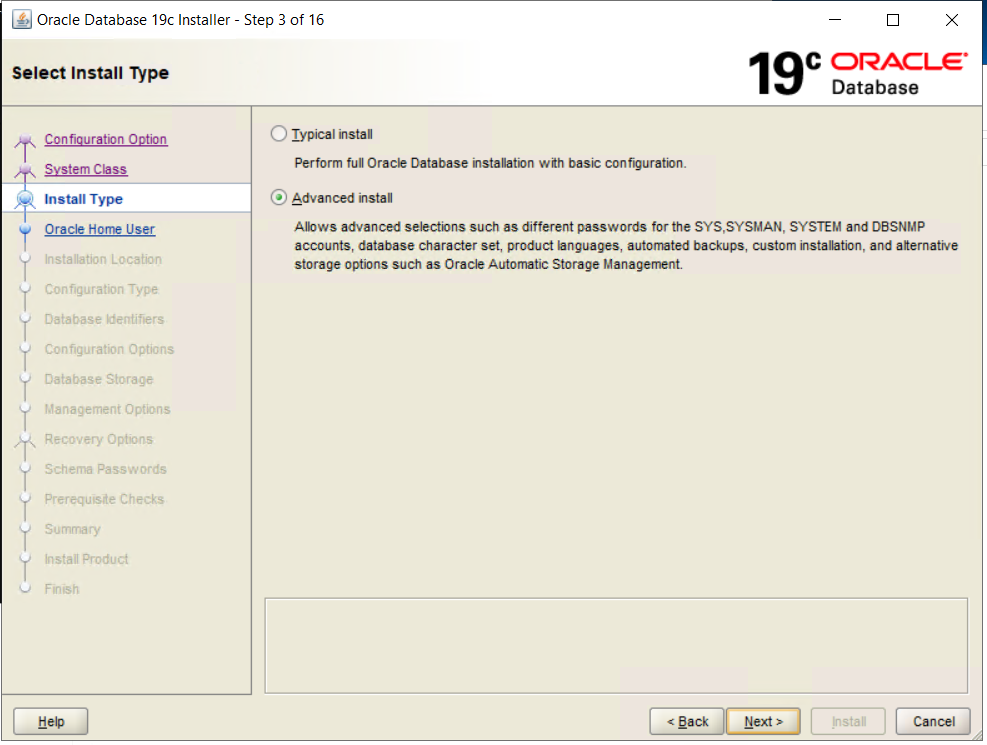 Oracle Database 19c Installer - Step 3 of 16
Select Install Type
19c ORACLE®
Database
Configuration Option
System Class
Install Type
Oracle Home User
Installation Location
Configuration Type
Database Identifiers
Configuration Options
Database Storage
Management Options
Recovery Options
Schema Passwords
Prerequisite Checks
Summary
Install Product
Finish
Typical install
Perform full Oracle Database installation with basic configuration.
Advanced install
Allows advanced selections such as different passwords for the SYS,SYSMAN, SYSTEM and DBSNMP
accounts, database character set, product languages, automated backups, custom installation, and alternative
storage options such as Oracle Automatic Storage Management.
Help
< Back
Next >
Install
Cancel